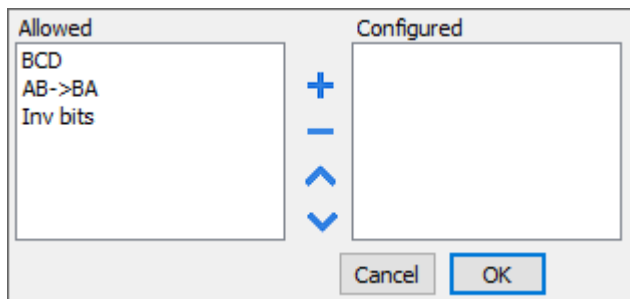 Allowed
BCD
AB->BA
Inv bits
Configured
Cancel
OK